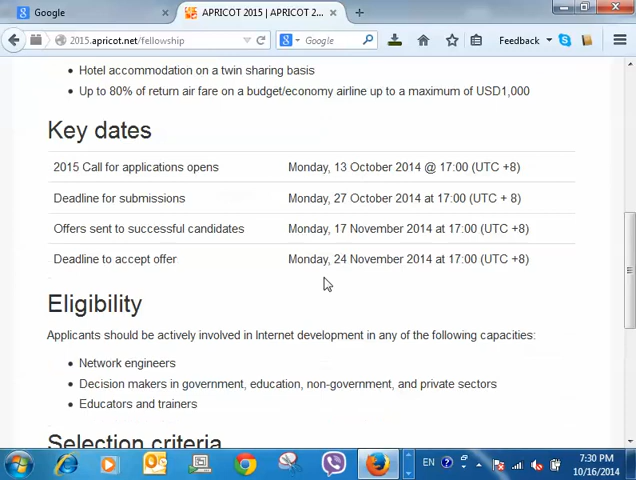 Google
APRICOT 2015 | APRICOT 2...
2015.apricot.net/fellowship
Google
Feedback
Hotel accommodation on a twin sharing basis
Up to 80% of return air fare on a budget/economy airline up to a maximum of USD1,000
Key dates
2015 Call for applications opens Monday, 13 October 2014 @ 17:00 (UTC +8)
Deadline for submissions Monday, 27 October 2014 at 17:00 (UTC + 8)
Offers sent to successful candidates Monday, 17 November 2014 at 17:00 (UTC +8)
Deadline to accept offer Monday, 24 November 2014 at 17:00 (UTC +8)
Eligibility
Applicants should be actively involved in Internet development in any of the following capacities:
Network engineers
Decision makers in government, education, non-government, and private sectors
Educators and trainers
Selection criteria
EN
7:30 PM
10/16/2014